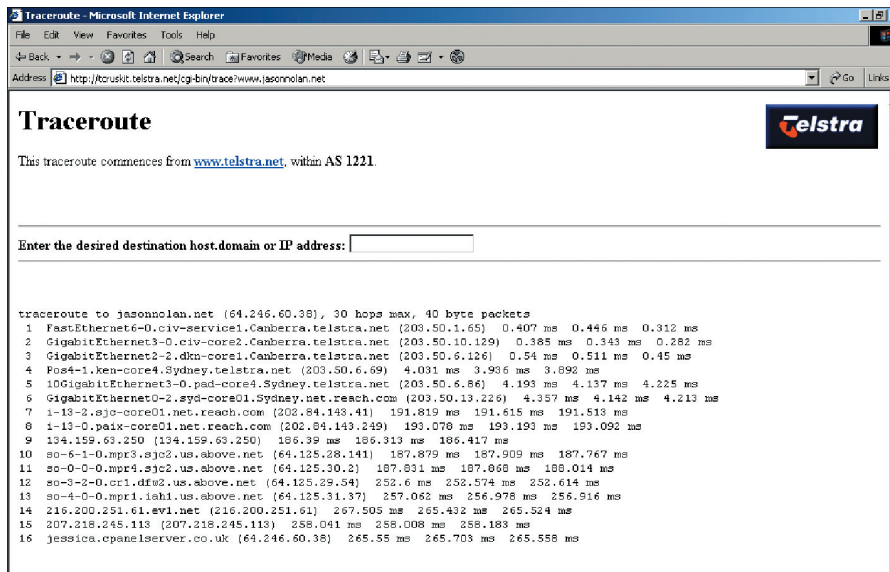 Traceroute - Microsoft Internet Explorer
File Edit View Favorites Tools Help
Back Search Favorites Media
Address http://tcruskit.telstra.net/cgi-bin/trace?www.jasonnolan.net Go Links
Traceroute
Telstra
This traceroute commences from www.telstra.net, within AS 1221.
Enter the desired destination host.domain or IP address:
traceroute to jasonnolan.net (64.246.60.38), 30 hops max, 40 byte packets
1 FastEthernet6-0.civ-service1.Canberra.telstra.net (203.50.1.65) 0.407 ms 0.446 ms 0.312 ms
2 GigabitEthernet3-0.civ-core2.Canberra.telstra.net (203.50.10.129) 0.385 ms 0.343 ms 0.282 ms
3 GigabitEthernet2-2.dkn-core1.Canberra.telstra.net (203.50.6.126) 0.54 ms 0.511 ms 0.45 ms
4 Pos4-1.ken-core4.Sydney.telstra.net (203.50.6.69) 4.031 ms 3.936 ms 3.892 ms
5 10GigabitEthernet3-0.pad-core4.Sydney.telstra.net (203.50.6.86) 4.193 ms 4.137 ms 4.225 ms
6 GigabitEthernet0-2.syd-core01.Sydney.net.reach.com (203.50.13.226) 4.357 ms 4.142 ms 4.213 ms
7 i-13-2.sjc-core01.net.reach.com (202.84.143.41) 191.819 ms 191.615 ms 191.513 ms
8 i-13-0.paix-core01.net.reach.com (202.84.143.249) 193.078 ms 193.193 ms 193.092 ms
9 134.159.63.250 (134.159.63.250) 186.39 ms 186.313 ms 186.417 ms
10 so-6-1-0.mpr3.sjc2.us.above.net (64.125.28.141) 187.879 ms 187.909 ms 187.767 ms
11 so-0-0-0.mpr4.sjc2.us.above.net (64.125.30.2) 187.831 ms 187.868 ms 188.014 ms
12 so-3-2-0.cr1.dfw2.us.above.net (64.125.29.54) 252.6 ms 252.574 ms 252.614 ms
13 so-4-0-0.mpr1.iah1.us.above.net (64.125.31.37) 257.062 ms 256.978 ms 256.916 ms
14 216.200.251.61.ev1.net (216.200.251.61) 267.505 ms 265.432 ms 265.524 ms
15 207.218.245.113 (207.218.245.113) 258.041 ms 258.008 ms 258.183 ms
16 jessica.cpanelserver.co.uk (64.246.60.38) 265.55 ms 265.703 ms 265.558 ms